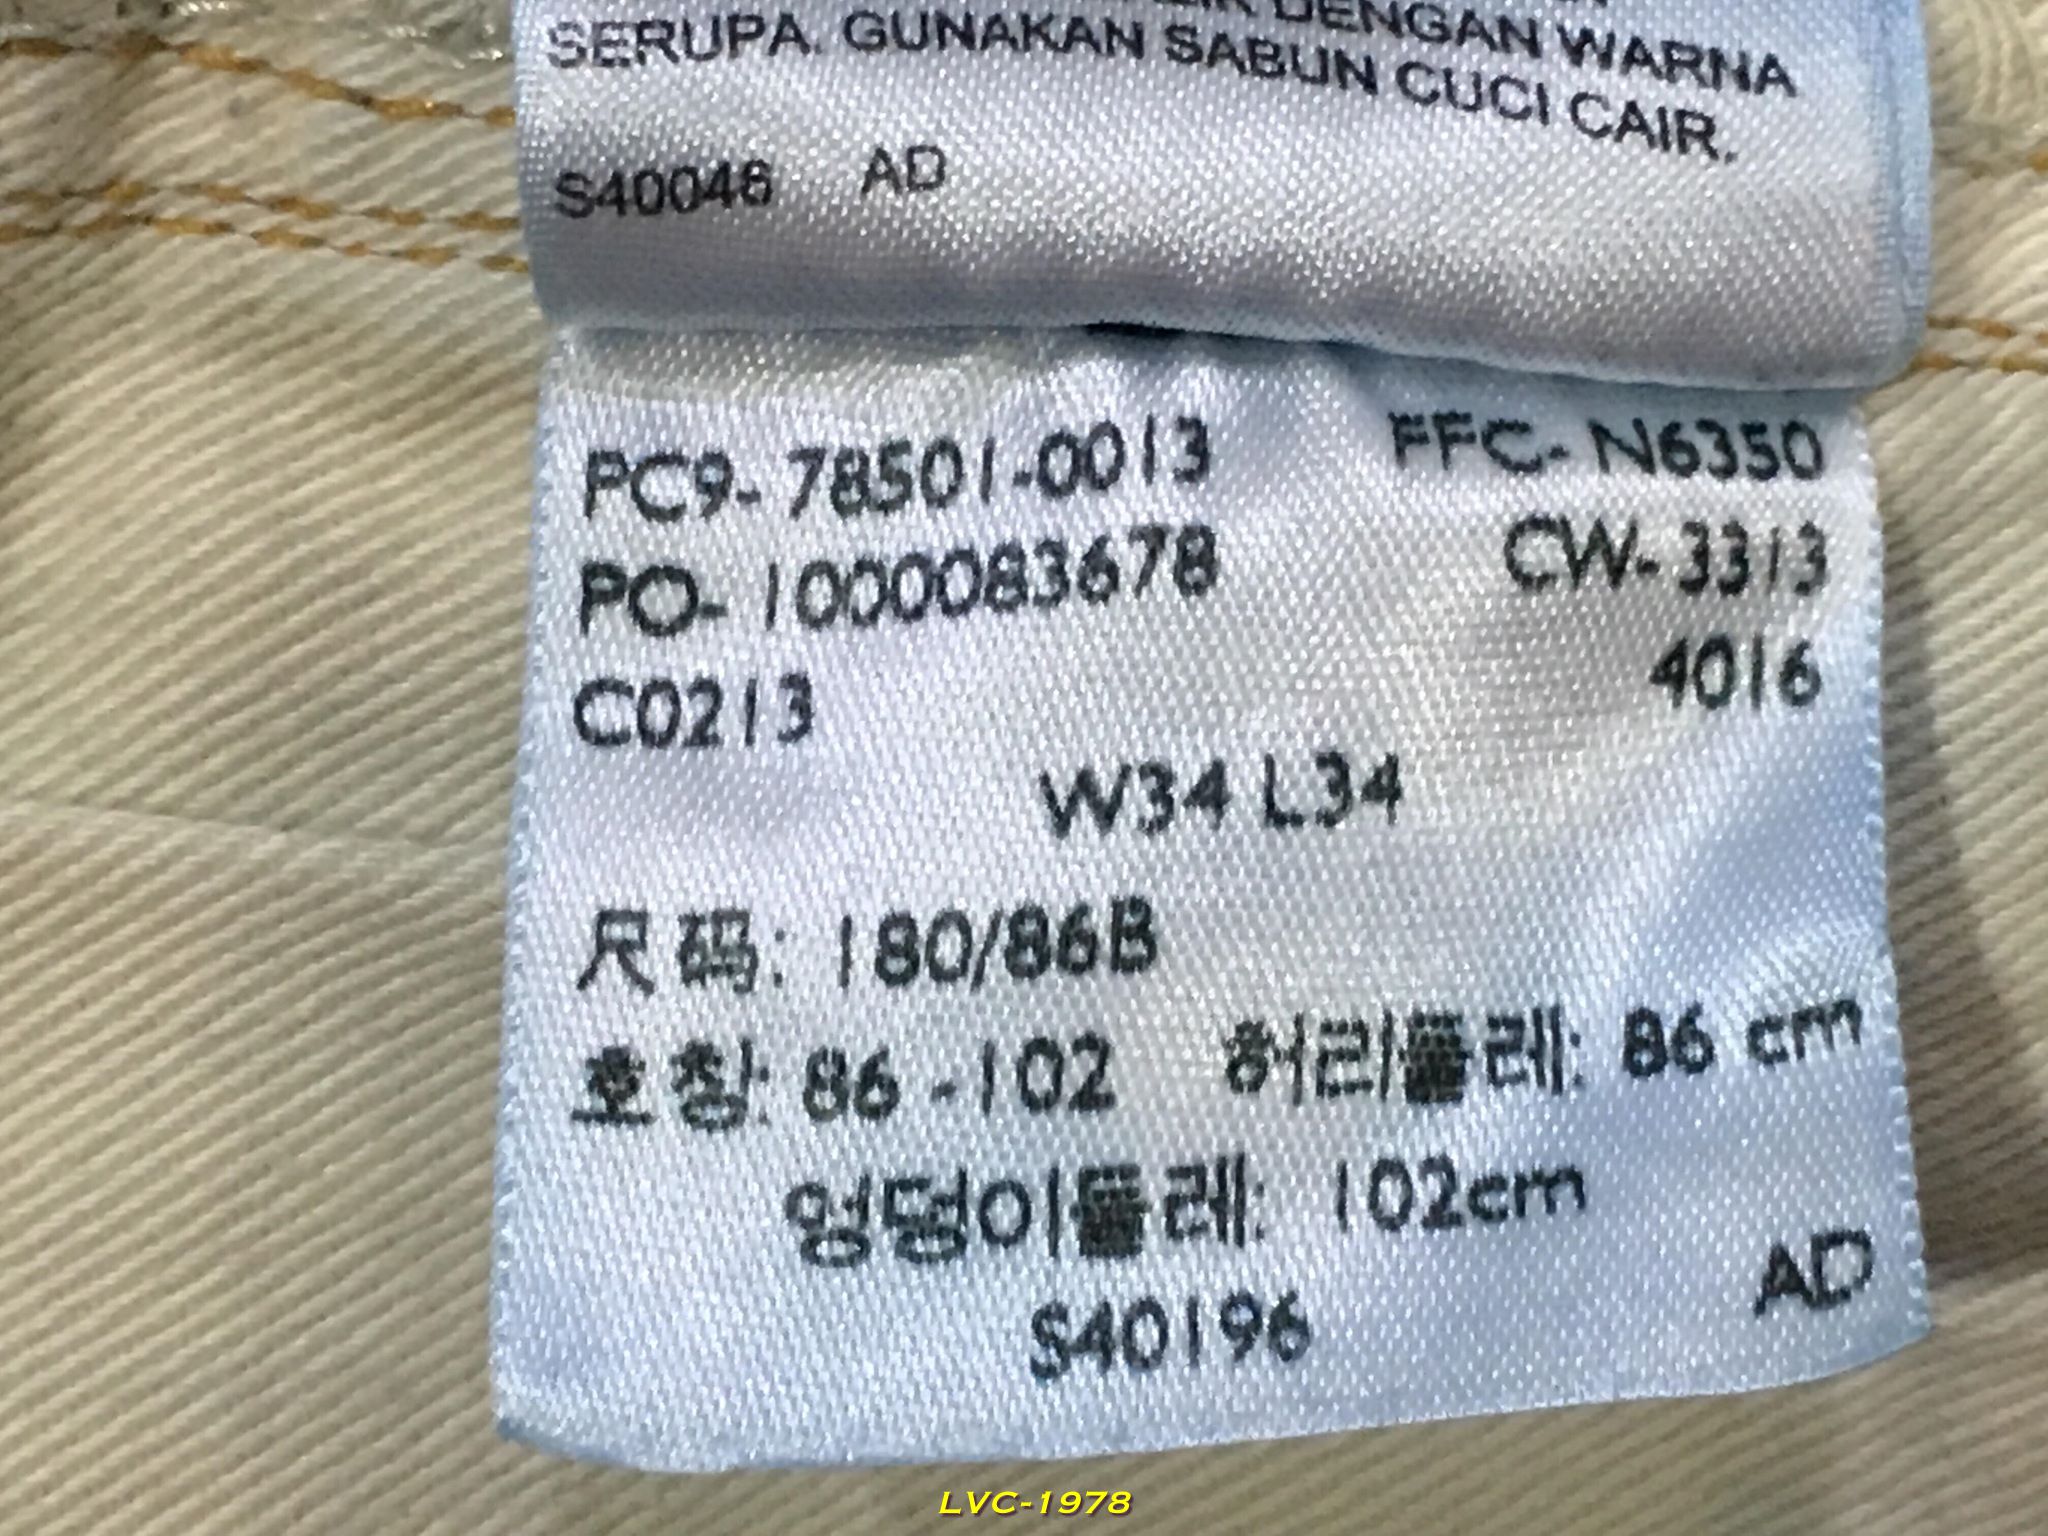 DENGAN WARNA
SERUPA. GUNAKAN SABUN CUCI CAIR.
S40046 AD
PC9-78501-0013 FFC-N6350
PO-1000083678 CW-3313
C0213 4016
W34 L34
尺码: 180/86B
호칭: 86-102 허리둘레: 86 cm
엉덩이둘레: 102cm
AD
S40196
LVC-1978